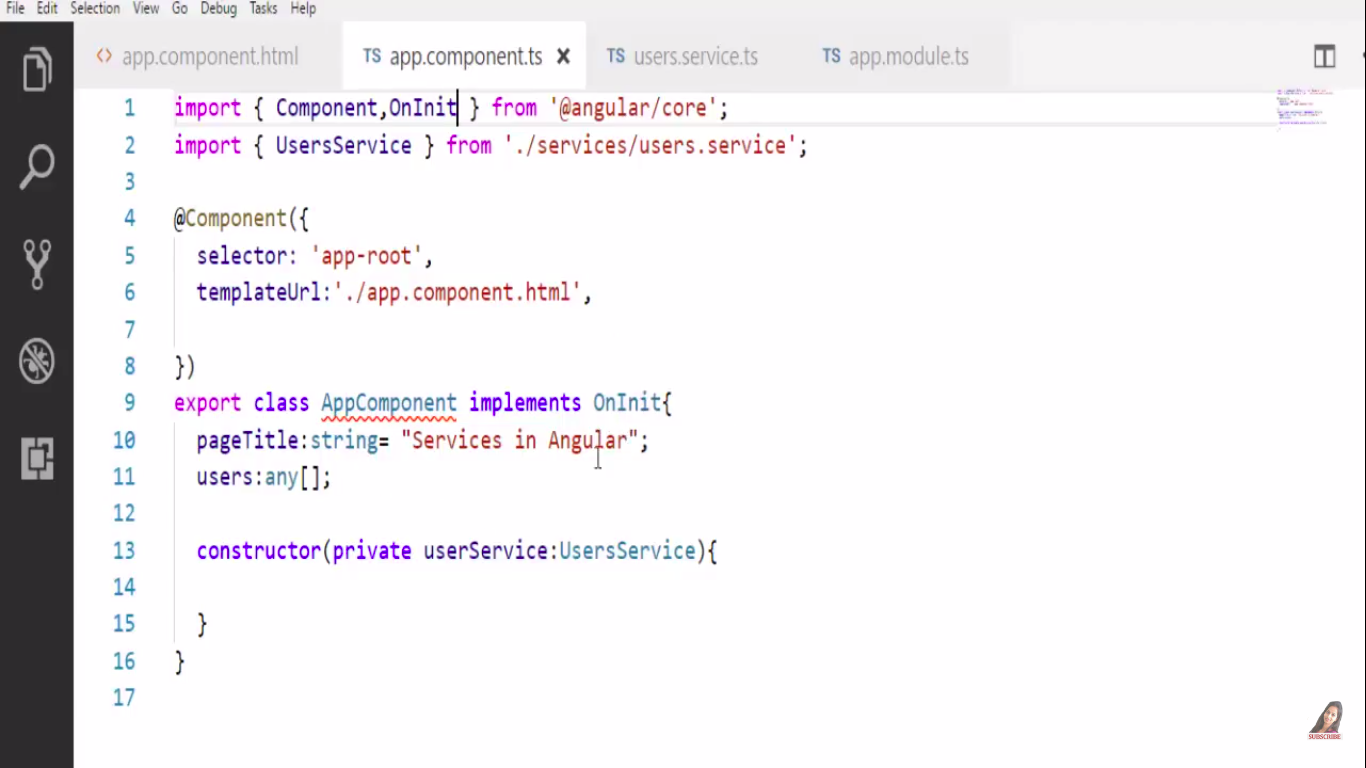 File Edit Selection View Go Debug Tasks Help
<> app.component.html TS app.component.ts × TS users.service.ts TS app.module.ts
1 import { Component,OnInit } from '@angular/core';
2 import { UsersService } from './services/users.service';
3
4 @Component({
5 selector: 'app-root',
6 templateUrl:'./app.component.html',
7
8 })
9 export class AppComponent implements OnInit{
10 pageTitle:string= "Services in Angular";
11 users:any[];
12
13 constructor(private userService:UsersService){
14
15 }
16 }
17
SUBSCRIBE